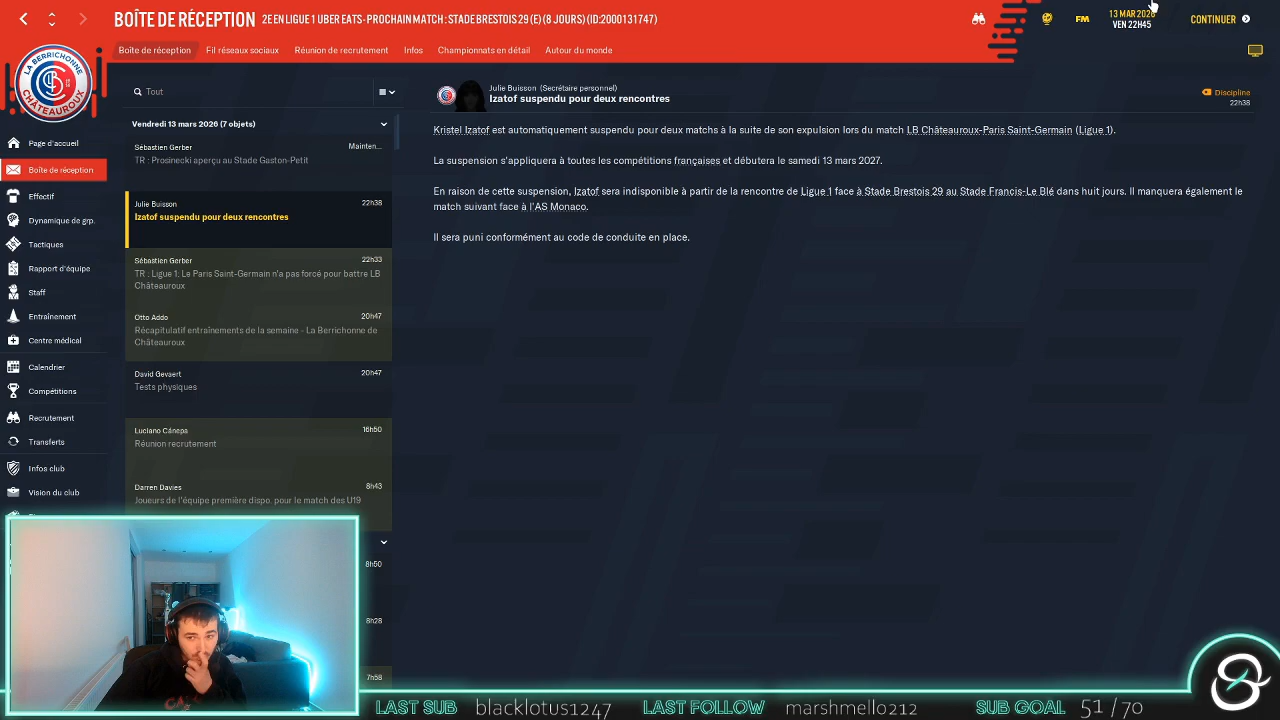 BOÎTE DE RÉCEPTION
2E EN LIGUE 1 UBER EATS - PROCHAIN MATCH : STADE BRESTOIS 29 (E) (8 JOURS) (ID:2000131747)
FM
13 MAR 2026
VEN 22H45
CONTINUER
Boîte de réception
Fil réseaux sociaux
Réunion de recrutement
Infos
Championnats en détail
Autour du monde
LA BERRICHONNE
CHÂTEAUROUX
Page d'accueil
Boîte de réception
Effectif
Dynamique de grp.
Tactiques
Rapport d'équipe
Staff
Entraînement
Centre médical
Calendrier
Compétitions
Recrutement
Transferts
Infos club
Vision du club
Tout
Vendredi 13 mars 2026 (7 objets)
Sébastien Gerber
Mainten...
TR : Prosinecki aperçu au Stade Gaston-Petit
Julie Buisson
22h38
Izatof suspendu pour deux rencontres
Sébastien Gerber
22h33
TR : Ligue 1: Le Paris Saint-Germain n'a pas forcé pour battre LB
Châteauroux
Otto Addo
20h47
Récapitulatif entraînements de la semaine - La Berrichonne de
Châteauroux
David Gevaert
20h47
Tests physiques
Luciano Cánepa
16h50
Réunion recrutement
Darren Davies
8h43
Joueurs de l'équipe première dispo. pour le match des U19
8h50
8h28
7h58
Julie Buisson (Secrétaire personnel)
Izatof suspendu pour deux rencontres
Discipline
22h38
Kristel Izatof est automatiquement suspendu pour deux matchs à la suite de son expulsion lors du match LB Châteauroux-Paris Saint-Germain (Ligue 1).
La suspension s'appliquera à toutes les compétitions françaises et débutera le samedi 13 mars 2027.
En raison de cette suspension, Izatof sera indisponible à partir de la rencontre de Ligue 1 face à Stade Brestois 29 au Stade Francis-Le Blé dans huit jours. Il manquera également le
match suivant face à l'AS Monaco.
Il sera puni conformément au code de conduite en place.
LAST SUB
blacklotus1247
LAST FOLLOW
marshmello212
SUB GOAL
51 / 70